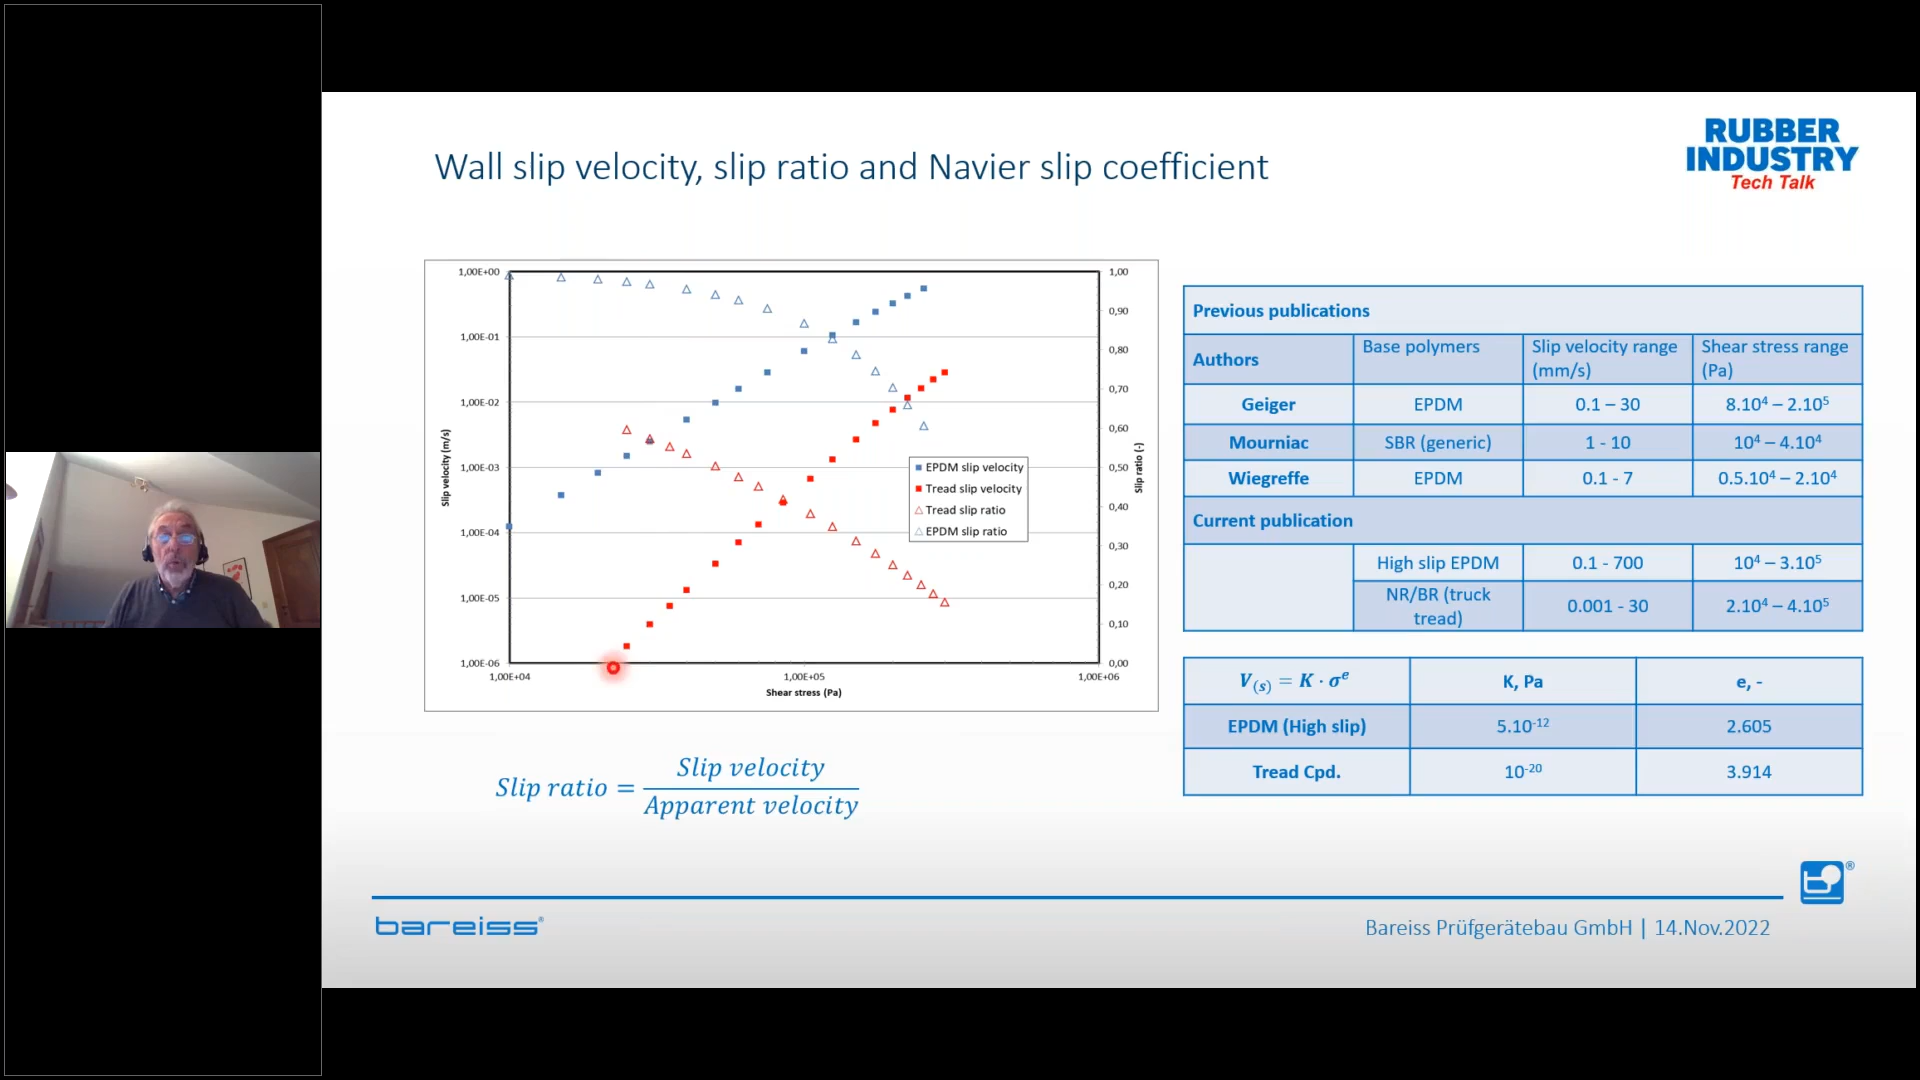 RUBBER
INDUSTRY
Tech Talk
Wall slip velocity, slip ratio and Navier slip coefficient
1,00E+00
1,00E-01
1,00E-02
1,00E-03
1,00E-04
1,00E-05
1,00E-06
Slip velocity (m/s)
1,00
0,90
0,80
0,70
0,60
0,50
0,40
0,30
0,20
0,10
0,00
Slip ratio (-)
EPDM slip velocity
Tread slip velocity
Tread slip ratio
EPDM slip ratio
1,00E+04 1,00E+05 1,00E+06
Shear stress (Pa)
Slip ratio = Slip velocity / Apparent velocity
Previous publications
Authors Base polymers Slip velocity range (mm/s) Shear stress range (Pa)
Geiger EPDM 0.1 – 30 8.10⁴ – 2.10⁵
Mourniac SBR (generic) 1 - 10 10⁴ – 4.10⁴
Wiegreffe EPDM 0.1 - 7 0.5.10⁴ – 2.10⁴
Current publication
High slip EPDM 0.1 - 700 10⁴ – 3.10⁵
NR/BR (truck tread) 0.001 - 30 2.10⁴ – 4.10⁵
V₍ₛ₎ = K · σᵉ K, Pa e, -
EPDM (High slip) 5.10⁻¹² 2.605
Tread Cpd. 10⁻²⁰ 3.914
bareiss®
®
Bareiss Prüfgerätebau GmbH | 14.Nov.2022